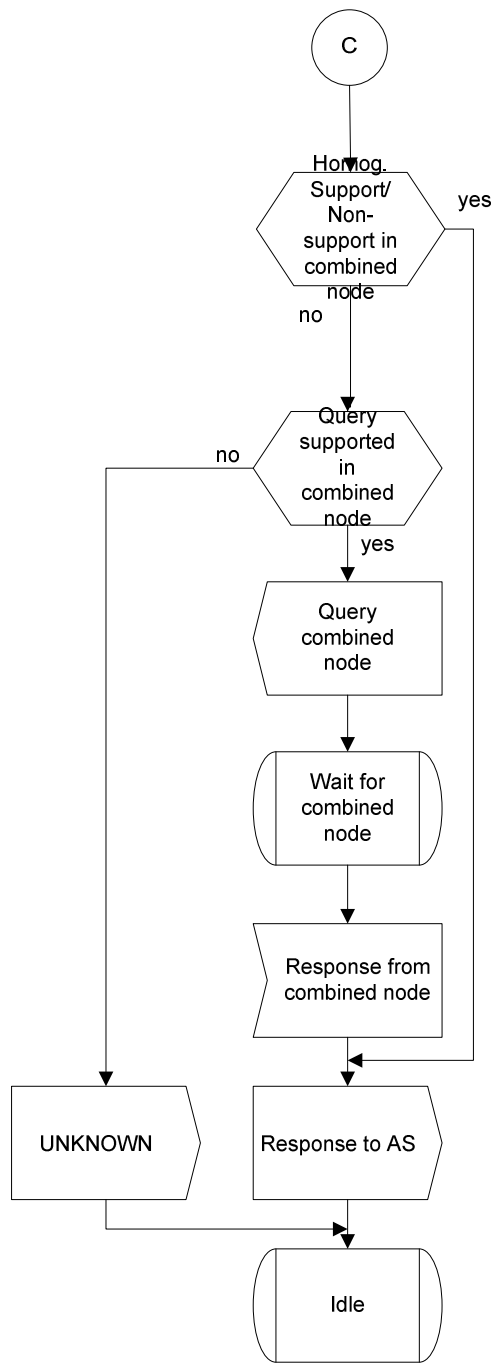 C
Homog.
Support/
Non-
support in
combined
node
yes
no
Query
supported
in
combined
node
no
yes
Query
combined
node
Wait for
combined
node
Response from
combined node
UNKNOWN
Response to AS
Idle